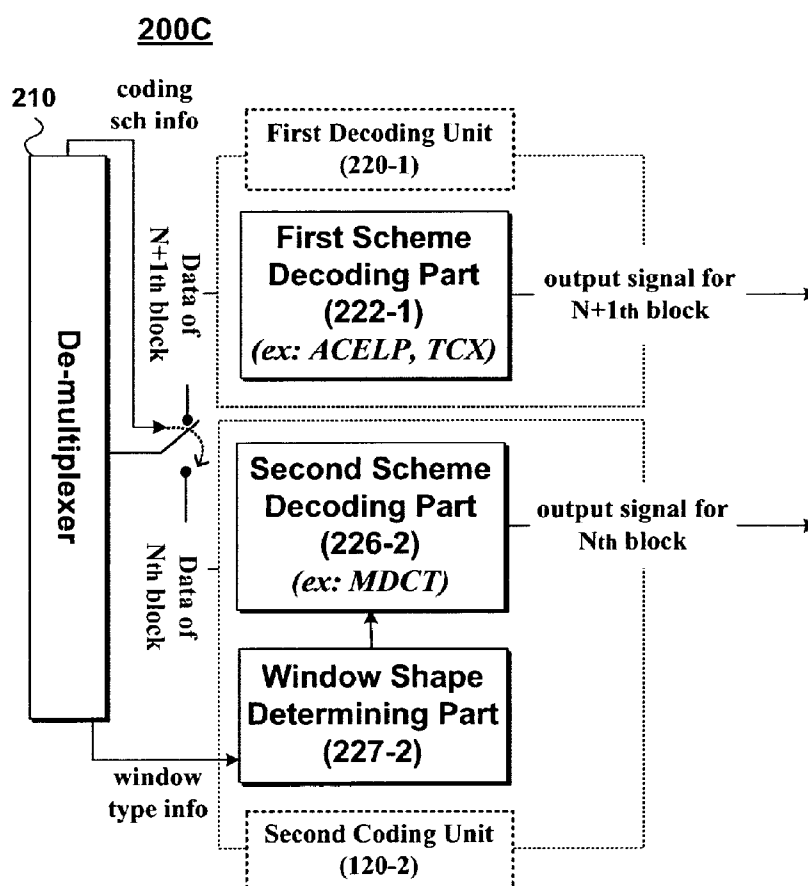 200C
210
coding
sch info
First Decoding Unit
(220-1)
De-multiplexer
Data of
N+1th block
First Scheme
Decoding Part
(222-1)
(ex: ACELP, TCX)
output signal for
N+1th block
Data of
Nth block
Second Scheme
Decoding Part
(226-2)
(ex: MDCT)
output signal for
Nth block
Window Shape
Determining Part
(227-2)
window
type info
Second Coding Unit
(120-2)